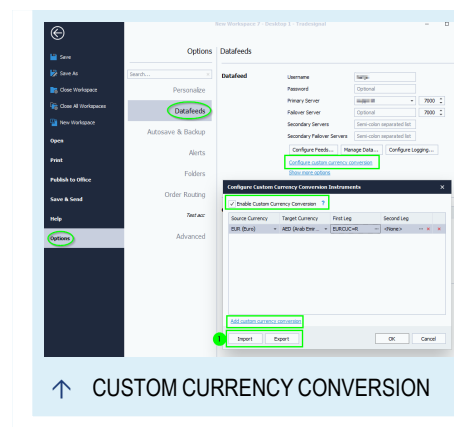 New Workspace 7 - Desktop 1 - Tradesignal
Save
Save As
Close Workspace
Close All Workspaces
New Workspace
Open
Print
Publish to Office
Save & Send
Help
Options
Options
Search...
Personalize
Datafeeds
Autosave & Backup
Alerts
Folders
Order Routing
Text acc
Advanced
Datafeeds
Datafeed
Username
Password Optional
Primary Server 7000
Failover Server Optional 7000
Secondary Servers Semi-colon separated list
Secondary Failover Servers Semi-colon separated list
Configure Feeds... Manage Data... Configure Logging...
Configure custom currency conversion
Show more options
Configure Custom Currency Conversion Instruments ×
Enable Custom Currency Conversion ?
Source Currency Target Currency First Leg Second Leg
EUR (Euro) AED (Arab Emr ... EURCUC=R ... <None> ... × ×
Add custom currency conversion
1 Import Export OK Cancel
↑ CUSTOM CURRENCY CONVERSION